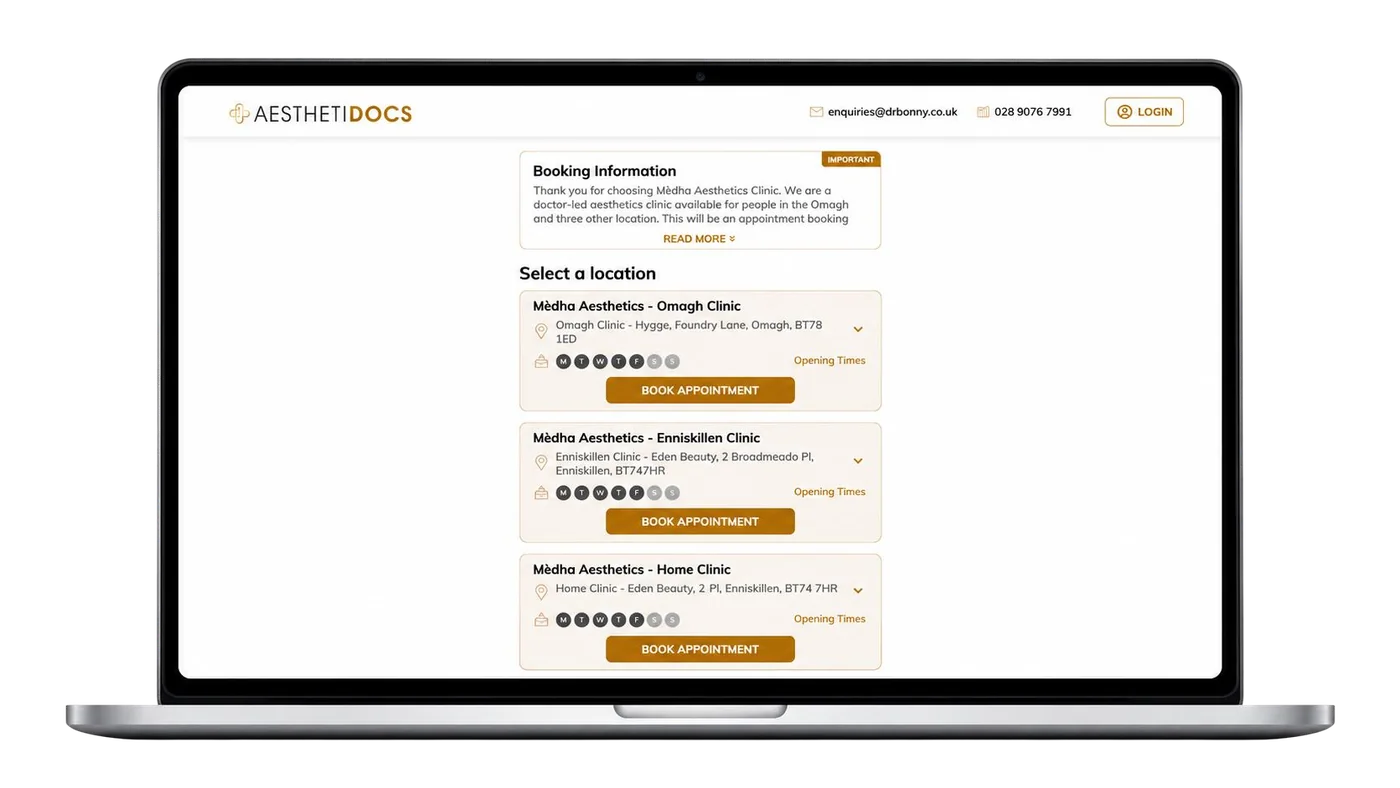 AESTHETIDOCS
enquiries@drbonny.co.uk
028 9076 7991
LOGIN
IMPORTANT
Booking Information
Thank you for choosing Mèdha Aesthetics Clinic. We are a
doctor-led aesthetics clinic available for people in the Omagh
and three other location. This will be an appointment booking
READ MORE
Select a location
Mèdha Aesthetics - Omagh Clinic
Omagh Clinic - Hygge, Foundry Lane, Omagh, BT78
1ED
M T W T F S S
Opening Times
BOOK APPOINTMENT
Mèdha Aesthetics - Enniskillen Clinic
Enniskillen Clinic - Eden Beauty, 2 Broadmeado Pl,
Enniskillen, BT747HR
M T W T F S S
Opening Times
BOOK APPOINTMENT
Mèdha Aesthetics - Home Clinic
Home Clinic - Eden Beauty, 2 Pl, Enniskillen, BT74 7HR
M T W T F S S
Opening Times
BOOK APPOINTMENT